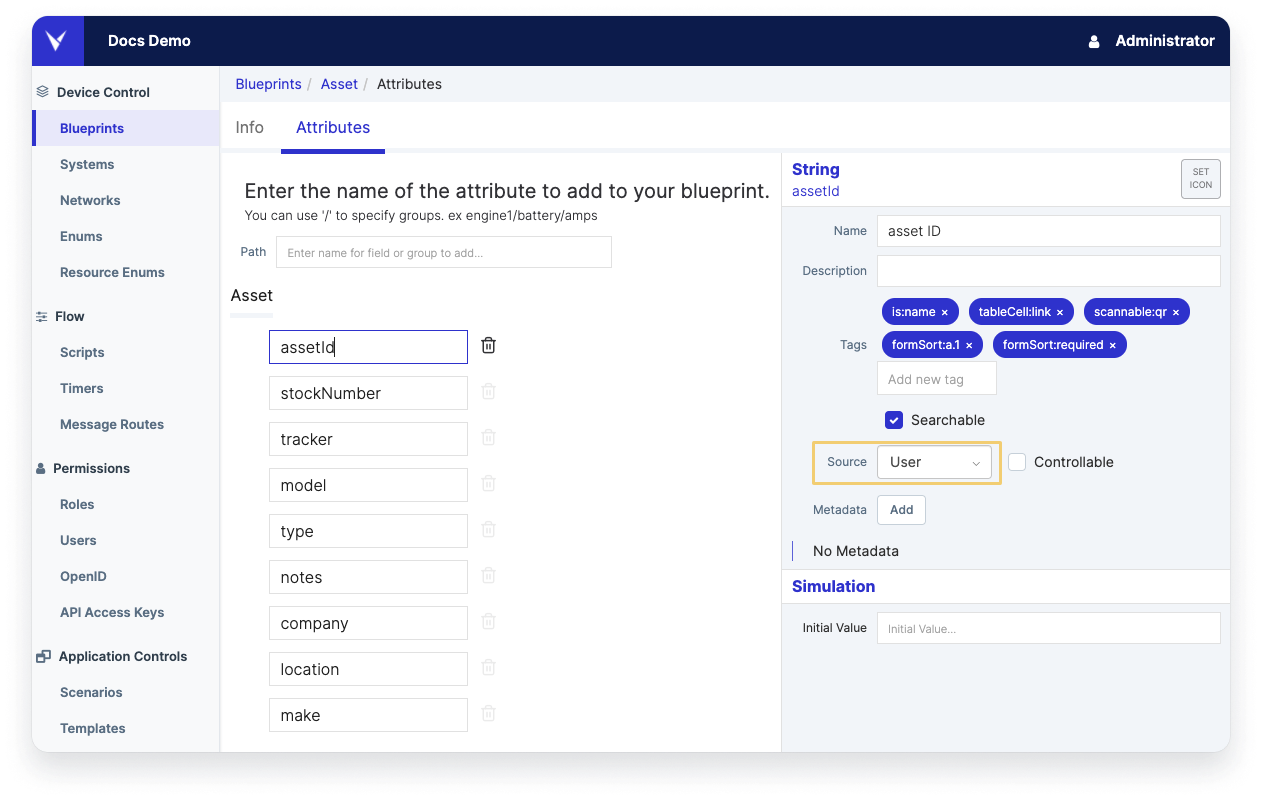 Docs Demo
Administrator
Device Control
Blueprints
Systems
Networks
Enums
Resource Enums
Flow
Scripts
Timers
Message Routes
Permissions
Roles
Users
OpenID
API Access Keys
Application Controls
Scenarios
Templates
Blueprints / Asset / Attributes
Info
Attributes
Enter the name of the attribute to add to your blueprint.
You can use '/' to specify groups. ex engine1/battery/amps
Path
Enter name for field or group to add...
Asset
assetId
stockNumber
tracker
model
type
notes
company
location
make
String
assetId
SET
ICON
Name
asset ID
Description
Tags
is:name × tableCell:link × scannable:qr ×
formSort:a.1 × formSort:required ×
Add new tag
Searchable
Source
User
Controllable
Metadata
Add
No Metadata
Simulation
Initial Value
Initial Value...